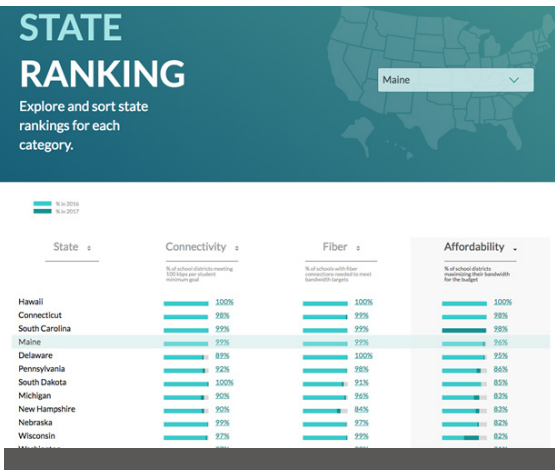 STATE
RANKING
Explore and sort state
rankings for each
category.
Maine
% in 2016
% in 2017
State Connectivity Fiber Affordability
% of school districts meeting
100 kbps per student
minimum goal
% of schools with fiber
connections needed to meet
bandwidth targets
% of school districts
maximizing their bandwidth
for the budget
Hawaii 100% 100% 100%
Connecticut 98% 99% 98%
South Carolina 99% 99% 98%
Maine 99% 99% 96%
Delaware 89% 100% 95%
Pennsylvania 92% 98% 86%
South Dakota 100% 91% 85%
Michigan 90% 96% 83%
New Hampshire 90% 84% 83%
Nebraska 99% 97% 82%
Wisconsin 97% 99% 82%